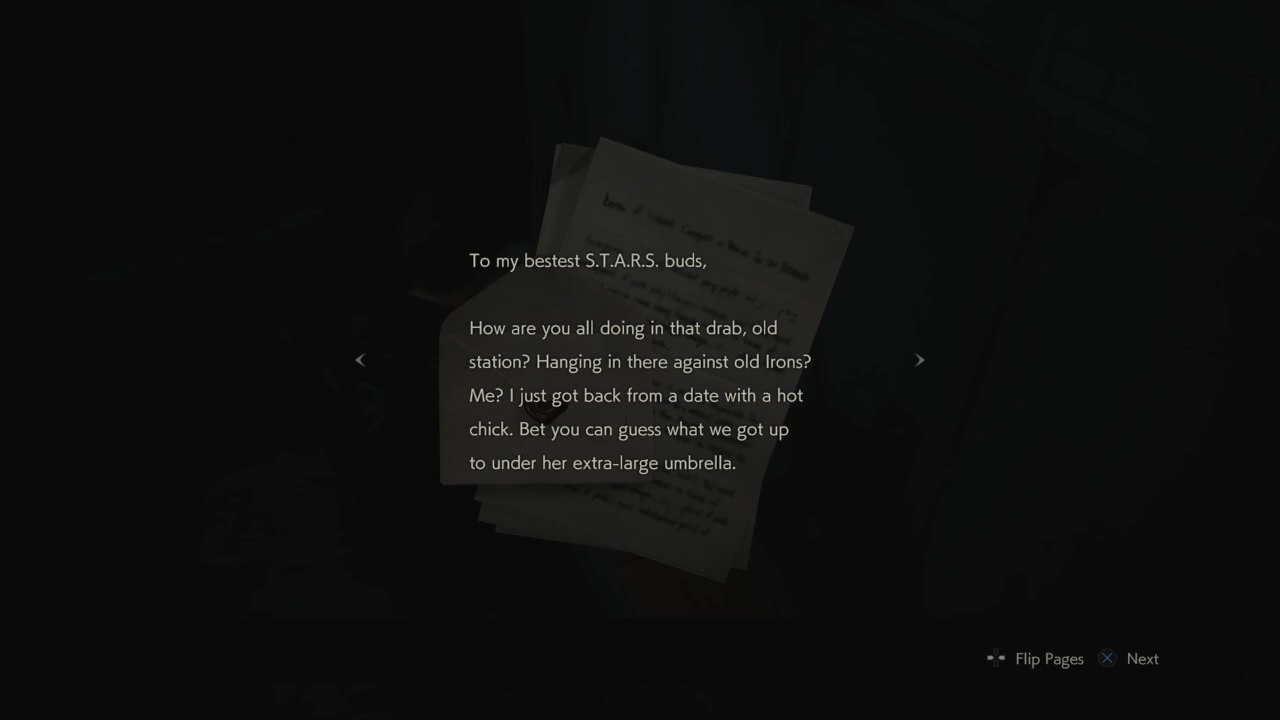 To my bestest S.T.A.R.S. buds,
How are you all doing in that drab, old
station? Hanging in there against old Irons?
Me? I just got back from a date with a hot
chick. Bet you can guess what we got up
to under her extra-large umbrella.
Flip Pages
Next